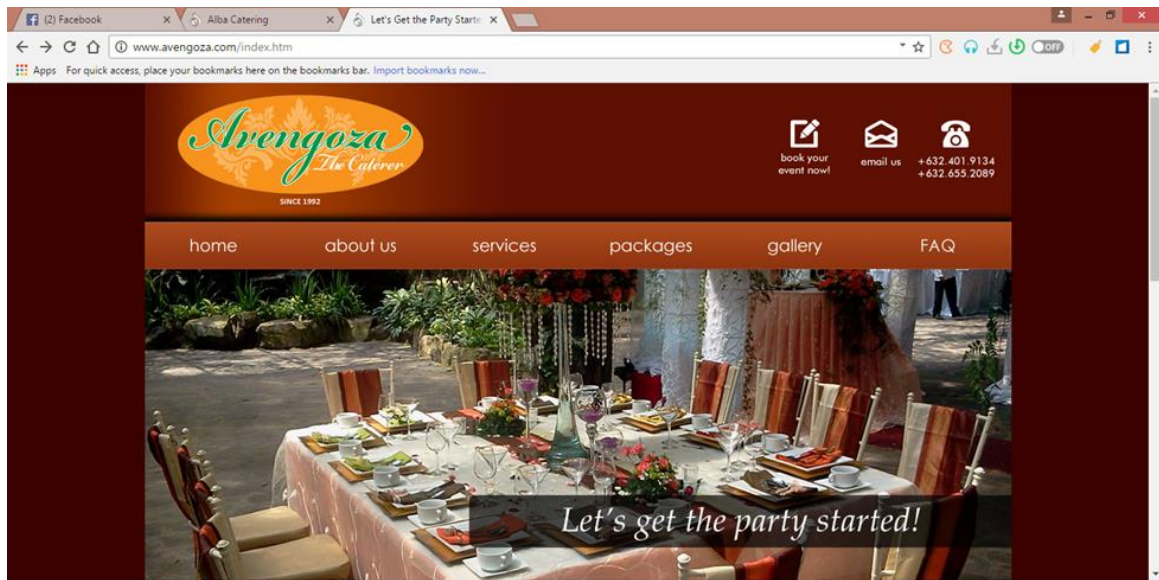 (2) Facebook
Alba Catering
Let's Get the Party Starte
www.avengoza.com/index.htm
OFF
Apps
For quick access, place your bookmarks here on the bookmarks bar. Import bookmarks now...
Avengoza
The Caterer
SINCE 1992
book your
event now!
email us
+632.401.9134
+632.655.2089
home
about us
services
packages
gallery
FAQ
Let's get the party started!